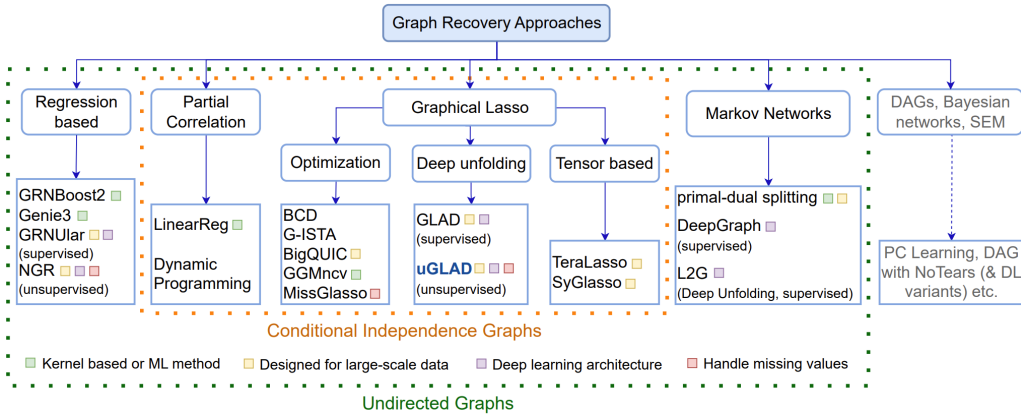 Graph Recovery Approaches
Regression
based
Partial
Correlation
Graphical Lasso
Markov Networks
DAGs, Bayesian
networks, SEM
Optimization
Deep unfolding
Tensor based
GRNBoost2
Genie3
GRNUlar
(supervised)
NGR
(unsupervised)
LinearReg
Dynamic
Programming
BCD
G-ISTA
BigQUIC
GGMncv
MissGlasso
GLAD
(supervised)
uGLAD
(unsupervised)
TeraLasso
SyGlasso
primal-dual splitting
DeepGraph
(supervised)
L2G
(Deep Unfolding, supervised)
PC Learning, DAG
with NoTears (& DL
variants) etc.
Conditional Independence Graphs
Kernel based or ML method
Designed for large-scale data
Deep learning architecture
Handle missing values
Undirected Graphs